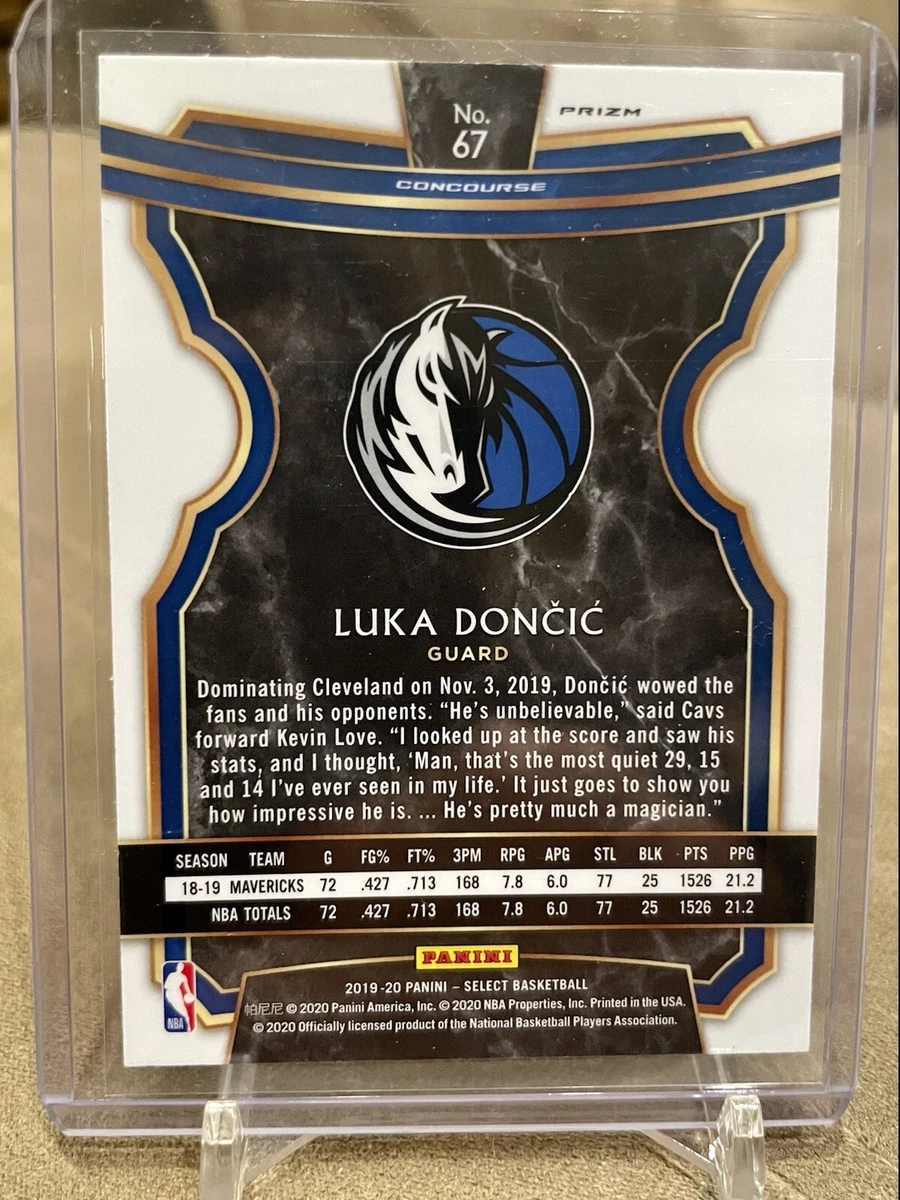 No.
67
PRIZM
CONCOURSE
LUKA DONČIĆ
GUARD
Dominating Cleveland on Nov. 3, 2019, Dončić wowed the
fans and his opponents. “He’s unbelievable,” said Cavs
forward Kevin Love. “I looked up at the score and saw his
stats, and I thought, ‘Man, that’s the most quiet 29, 15
and 14 I’ve ever seen in my life.’ It just goes to show you
how impressive he is. ... He’s pretty much a magician.”
SEASON TEAM G FG% FT% 3PM RPG APG STL BLK PTS PPG
18-19 MAVERICKS 72 .427 .713 168 7.8 6.0 77 25 1526 21.2
NBA TOTALS 72 .427 .713 168 7.8 6.0 77 25 1526 21.2
PANINI
2019-20 PANINI – SELECT BASKETBALL
帕尼尼 © 2020 Panini America, Inc. © 2020 NBA Properties, Inc. Printed in the USA.
© 2020 Officially licensed product of the National Basketball Players Association.
NBA